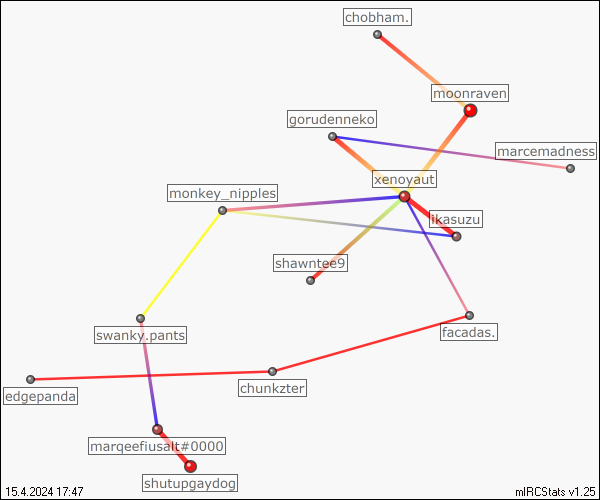 chobham.
moonraven
gorudenneko
marcemadness
xenoyaut
monkey_nipples
ikasuzu
shawntee9
facadas.
swanky.pants
chunkzter
edgepanda
marqeefiusalt#0000
shutupgaydog
15.4.2024 17:47
mIRCStats v1.25